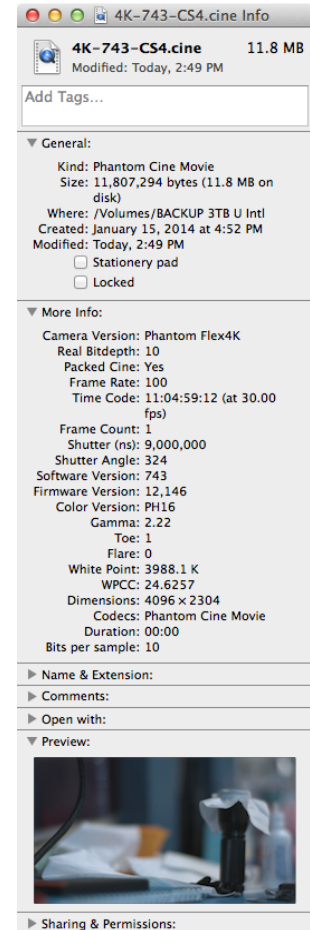 4K-743-CS4.cine Info
4K-743-CS4.cine 11.8 MB
Modified: Today, 2:49 PM
Add Tags...
General:
Kind: Phantom Cine Movie
Size: 11,807,294 bytes (11.8 MB on
disk)
Where: /Volumes/BACKUP 3TB U Intl
Created: January 15, 2014 at 4:52 PM
Modified: Today, 2:49 PM
Stationery pad
Locked
More Info:
Camera Version: Phantom Flex4K
Real Bitdepth: 10
Packed Cine: Yes
Frame Rate: 100
Time Code: 11:04:59:12 (at 30.00
fps)
Frame Count: 1
Shutter (ns): 9,000,000
Shutter Angle: 324
Software Version: 743
Firmware Version: 12,146
Color Version: PH16
Gamma: 2.22
Toe: 1
Flare: 0
White Point: 3988.1 K
WPCC: 24.6257
Dimensions: 4096 × 2304
Codecs: Phantom Cine Movie
Duration: 00:00
Bits per sample: 10
Name & Extension:
Comments:
Open with:
Preview:
Sharing & Permissions: